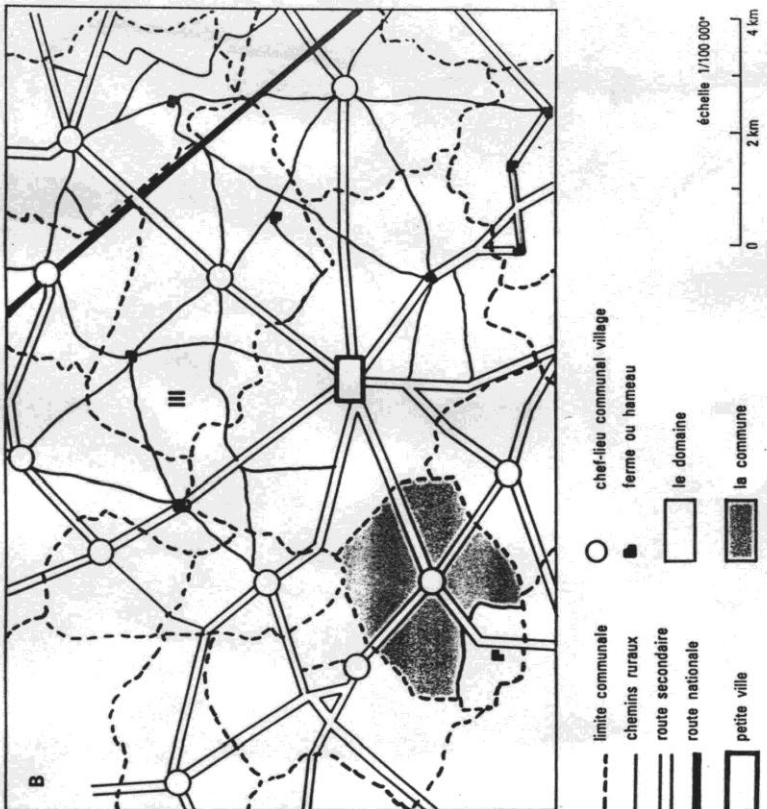 B
III
limite communale
chemins ruraux
route secondaire
route nationale
petite ville
chef-lieu communal village
ferme ou hameau
le domaine
la commune
échelle 1/100 000e
0 2 km 4 km